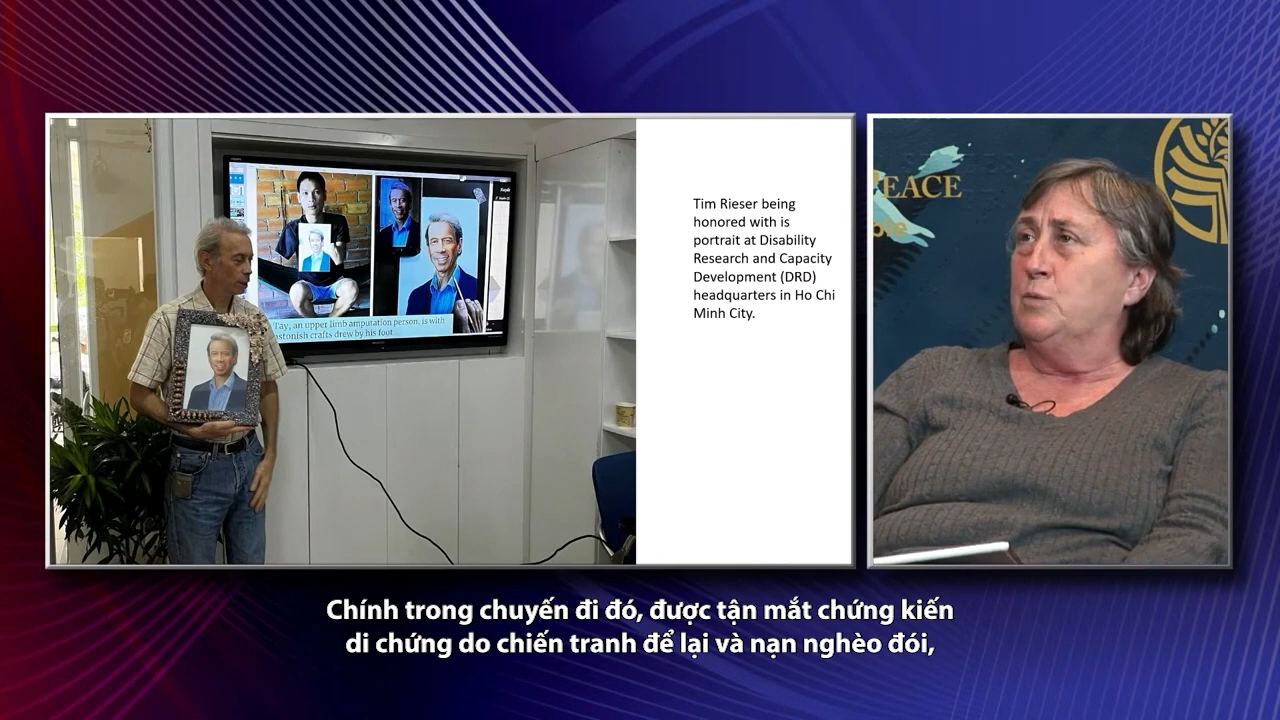 Tay, an upper limb amputation person, is with
astonish crafts drew by his foot
Tim Rieser being
honored with is
portrait at Disability
Research and Capacity
Development (DRD)
headquarters in Ho Chi
Minh City.
EACE
ble
Chính trong chuyến đi đó, được tận mắt chứng kiến
di chứng do chiến tranh để lại và nạn nghèo đói,